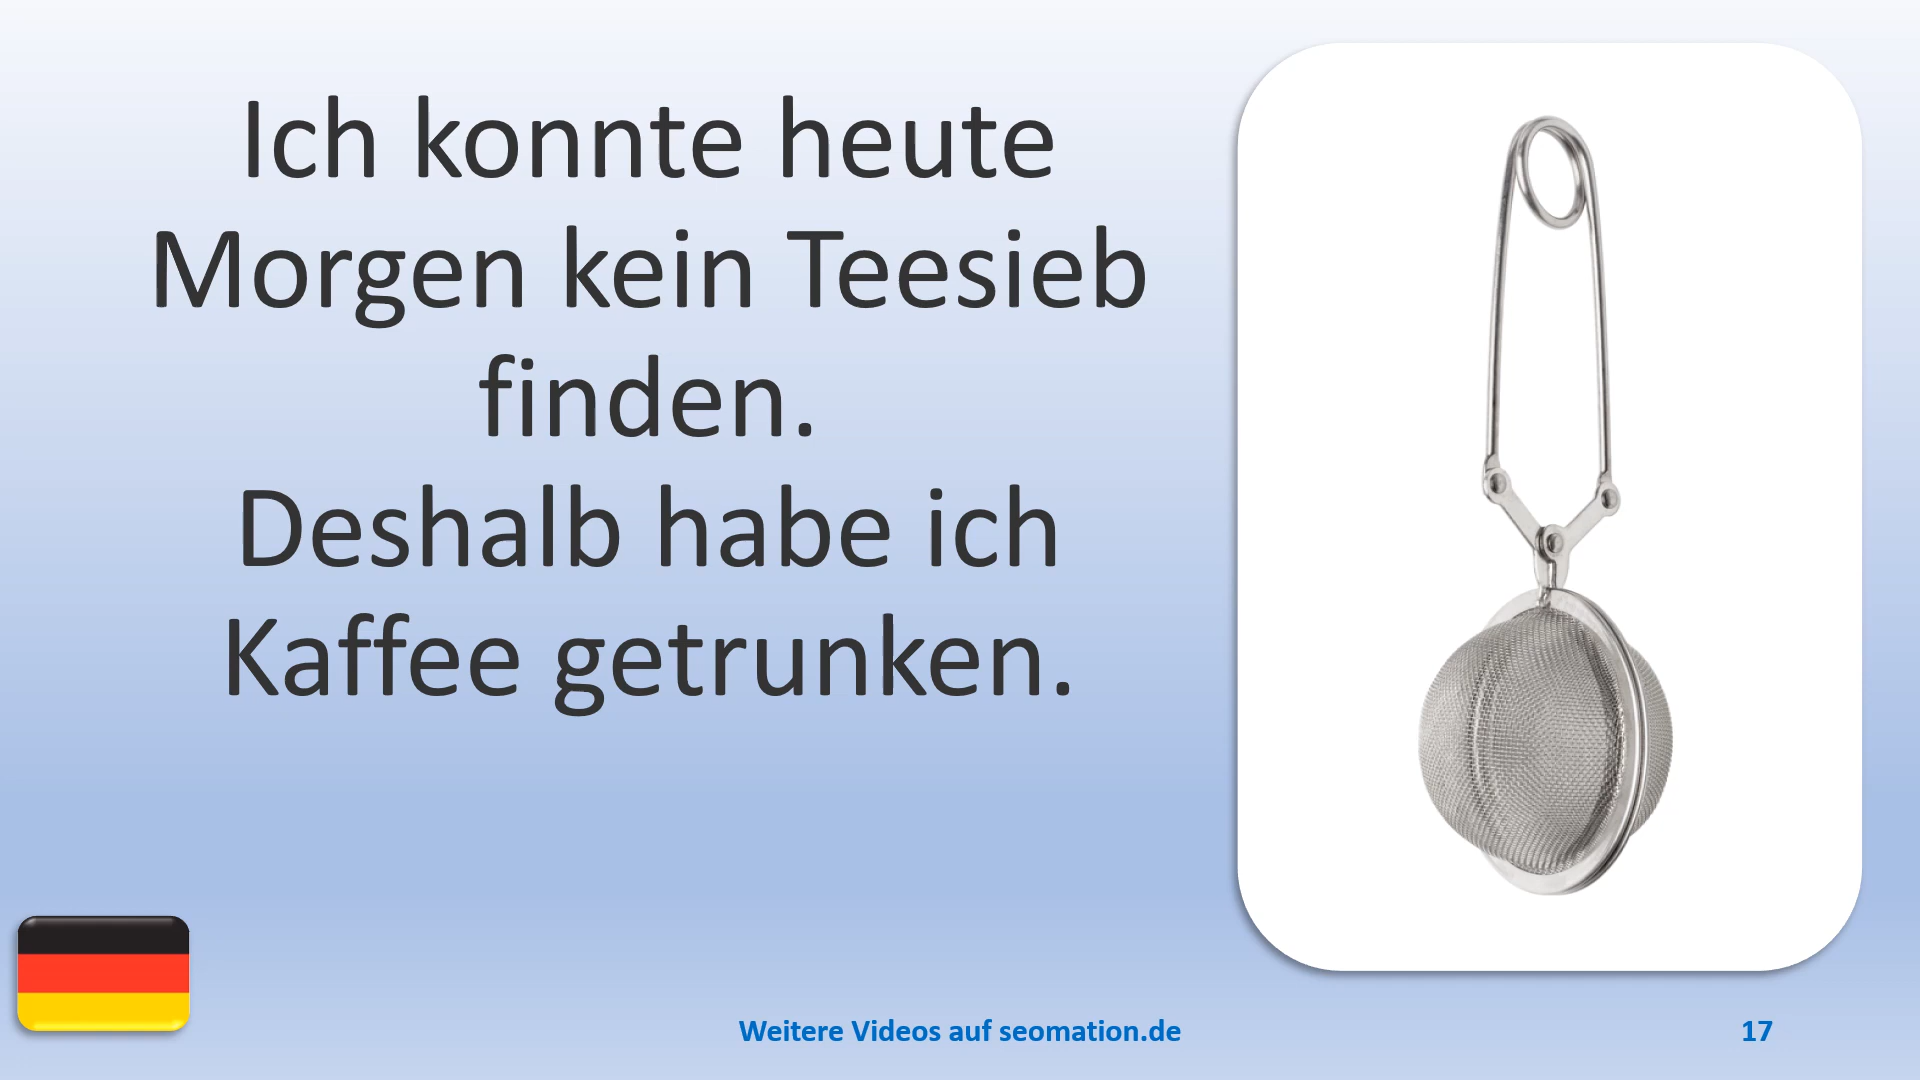 Ich konnte heute
Morgen kein Teesieb
finden.
Deshalb habe ich
Kaffee getrunken.
Weitere Videos auf seomation.de
17